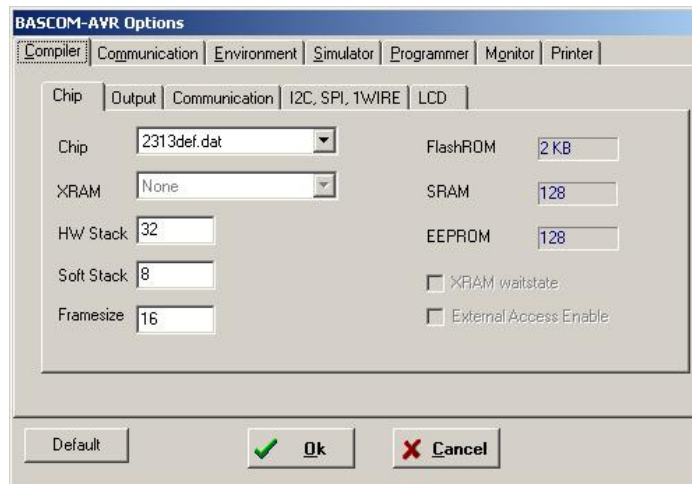 BASCOM-AVR Options
Compiler Communication Environment Simulator Programmer Monitor Printer
Chip Output Communication I2C, SPI, 1WIRE LCD
Chip 2313def.dat FlashROM 2 KB
XRAM None SRAM 128
HW Stack 32 EEPROM 128
Soft Stack 8 XRAM waitstate
Framesize 16 External Access Enable
Default Ok Cancel